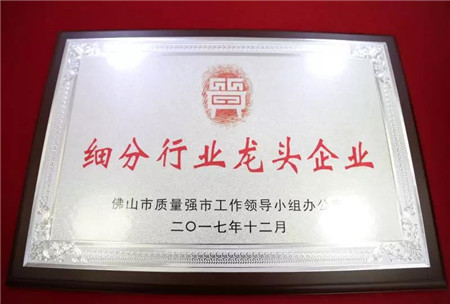 细分行业龙头企业
佛山市质量强市工作领导小组办公
二〇一七年十二月